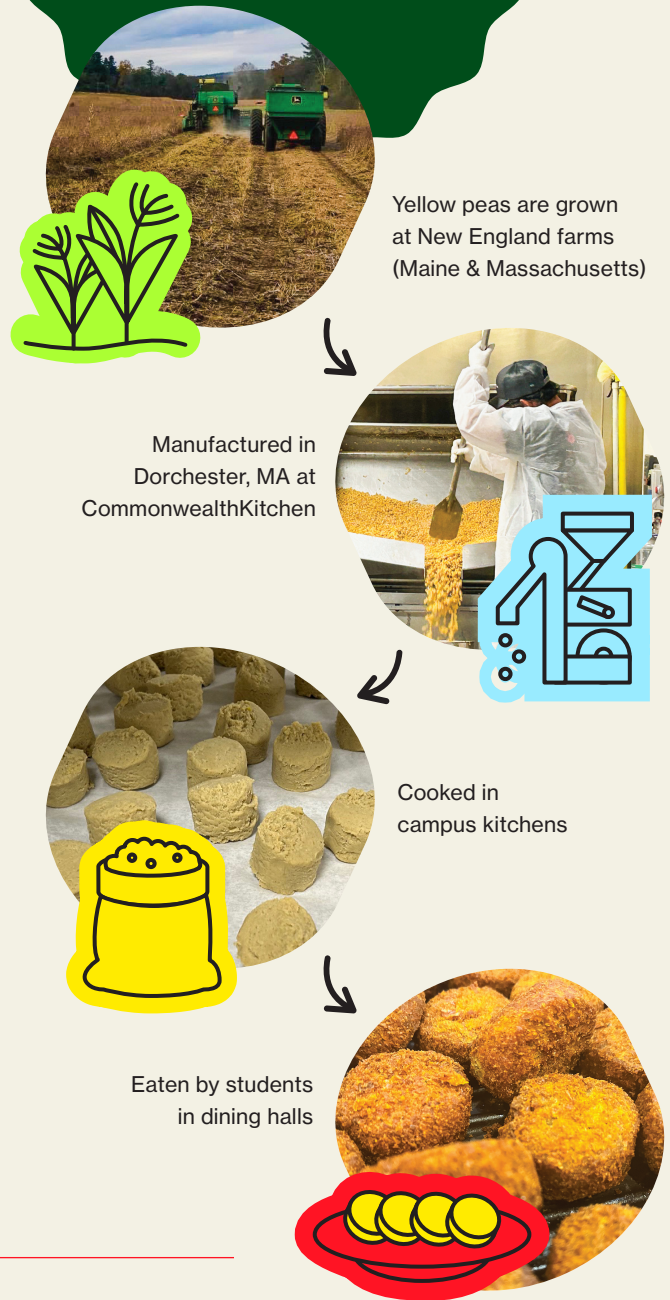 Yellow peas are grown
at New England farms
(Maine & Massachusetts)
Manufactured in
Dorchester, MA at
CommonwealthKitchen
Cooked in
campus kitchens
Eaten by students
in dining halls